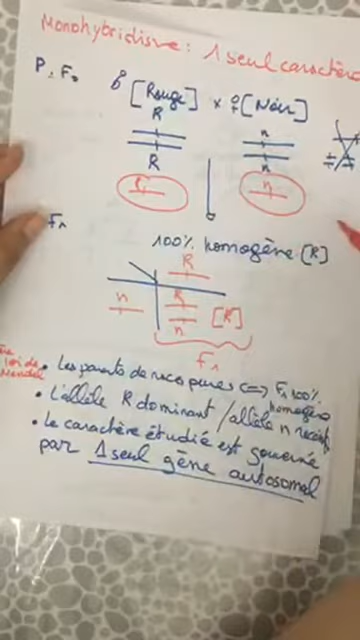 Monohybridisme : 1 seul caractère
P : F₀ ♂ [Rouge] × ♀ [Noir]
R n
R n
R n
F₁
100% homogène [R]
R
n R [R]
n
F₁
1ère loi de Mendel
• Les parents de races pures <=> F₁ 100% homogène
• L'allèle R dominant / allèle n récessif
• Le caractère étudié est gouverné
par 1 seul gène autosomal